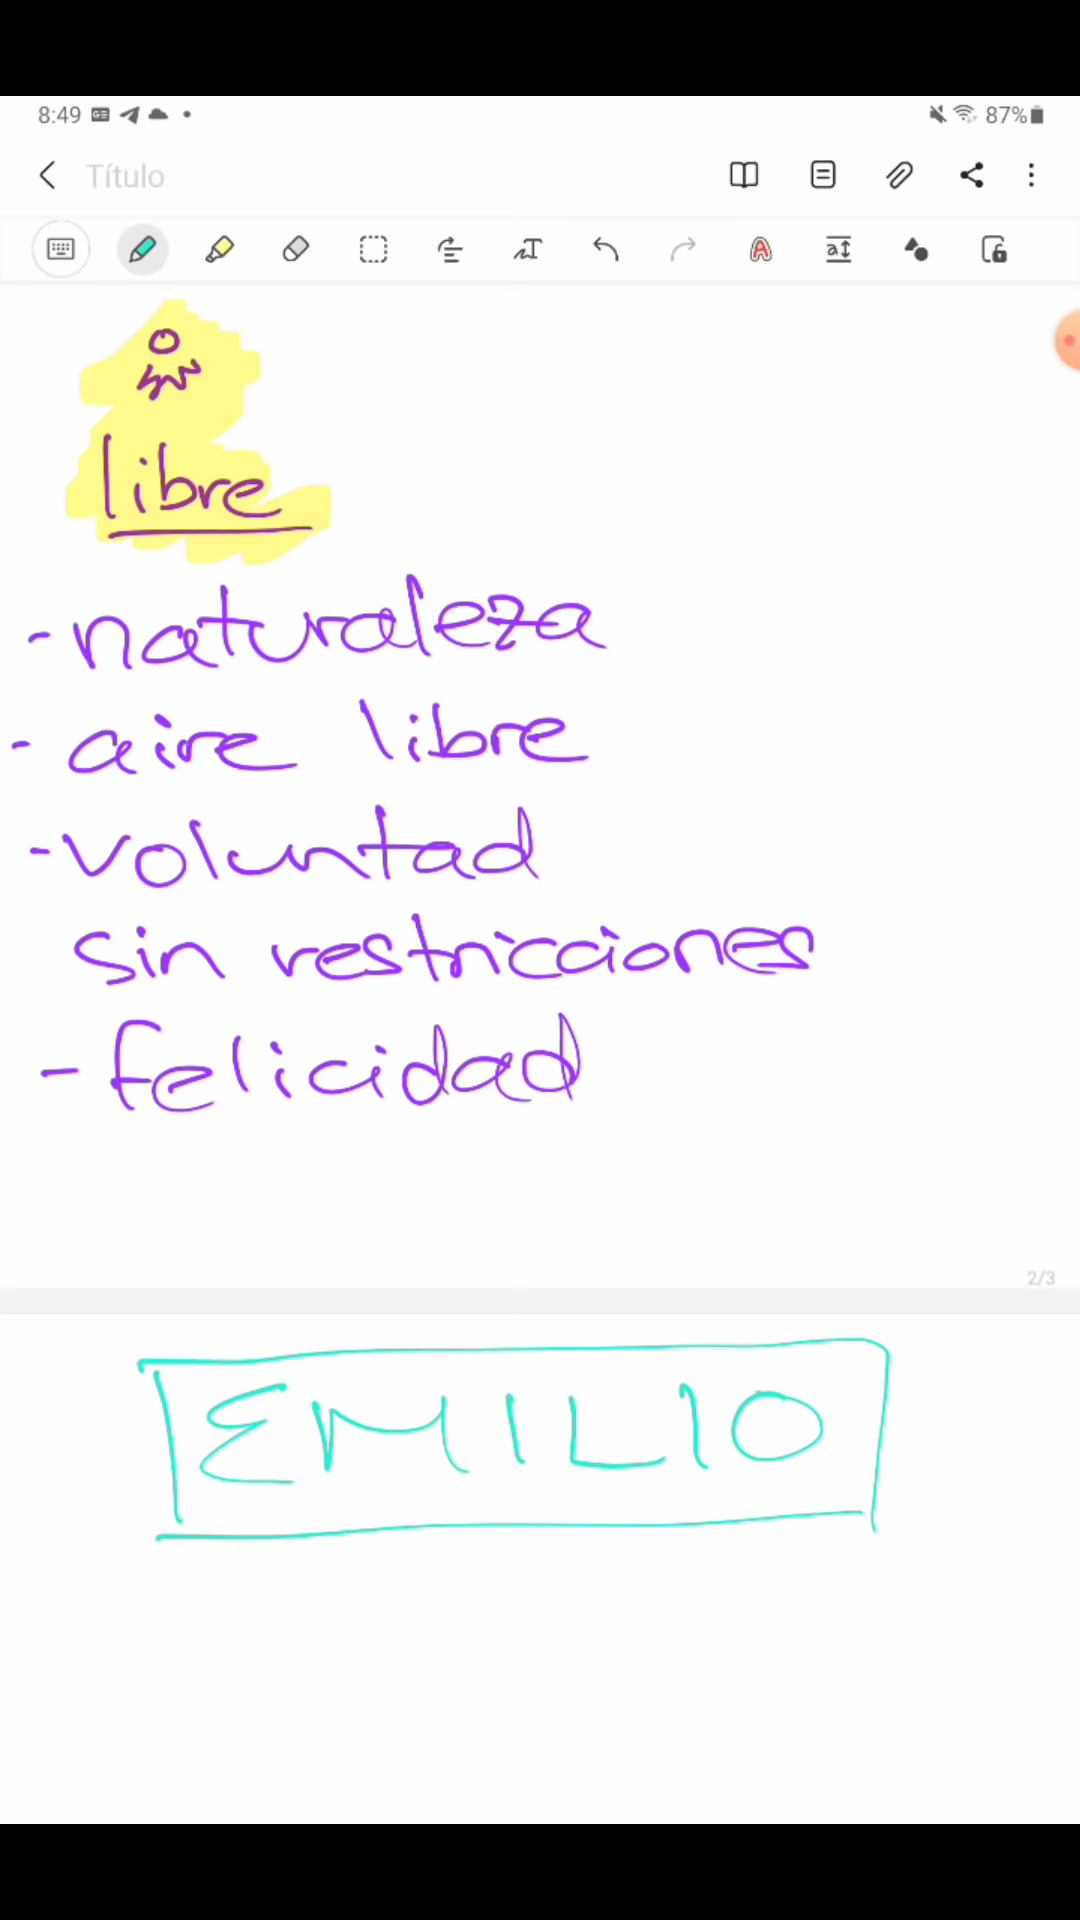 8:49
87%
Título
libre
-naturaleza
-aire libre
-voluntad
sin restricciones
-felicidad
2/3
EMILIO